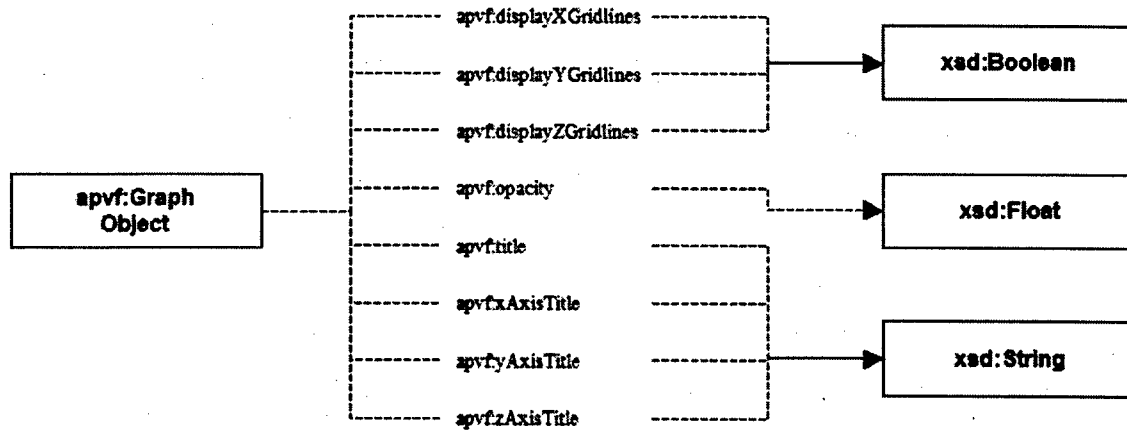 apvf:displayXGridlines
apvf:displayYGridlines
apvf:displayZGridlines
apvf:opacity
apvf:title
apvf:xAxisTitle
apvf:yAxisTitle
apvf:zAxisTitle
apvf:Graph
Object
xsd:Boolean
xsd:Float
xsd:String